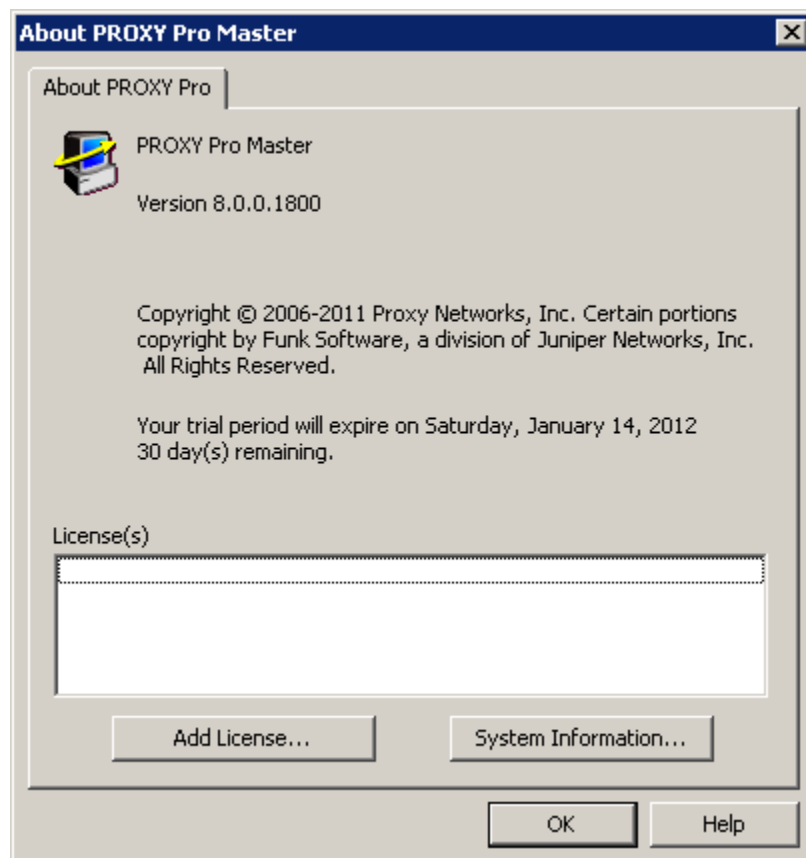 About PROXY Pro Master
About PROXY Pro
PROXY Pro Master
Version 8.0.0.1800
Copyright © 2006-2011 Proxy Networks, Inc. Certain portions
copyright by Funk Software, a division of Juniper Networks, Inc.
All Rights Reserved.
Your trial period will expire on Saturday, January 14, 2012
30 day(s) remaining.
License(s)
Add License...
System Information...
OK
Help